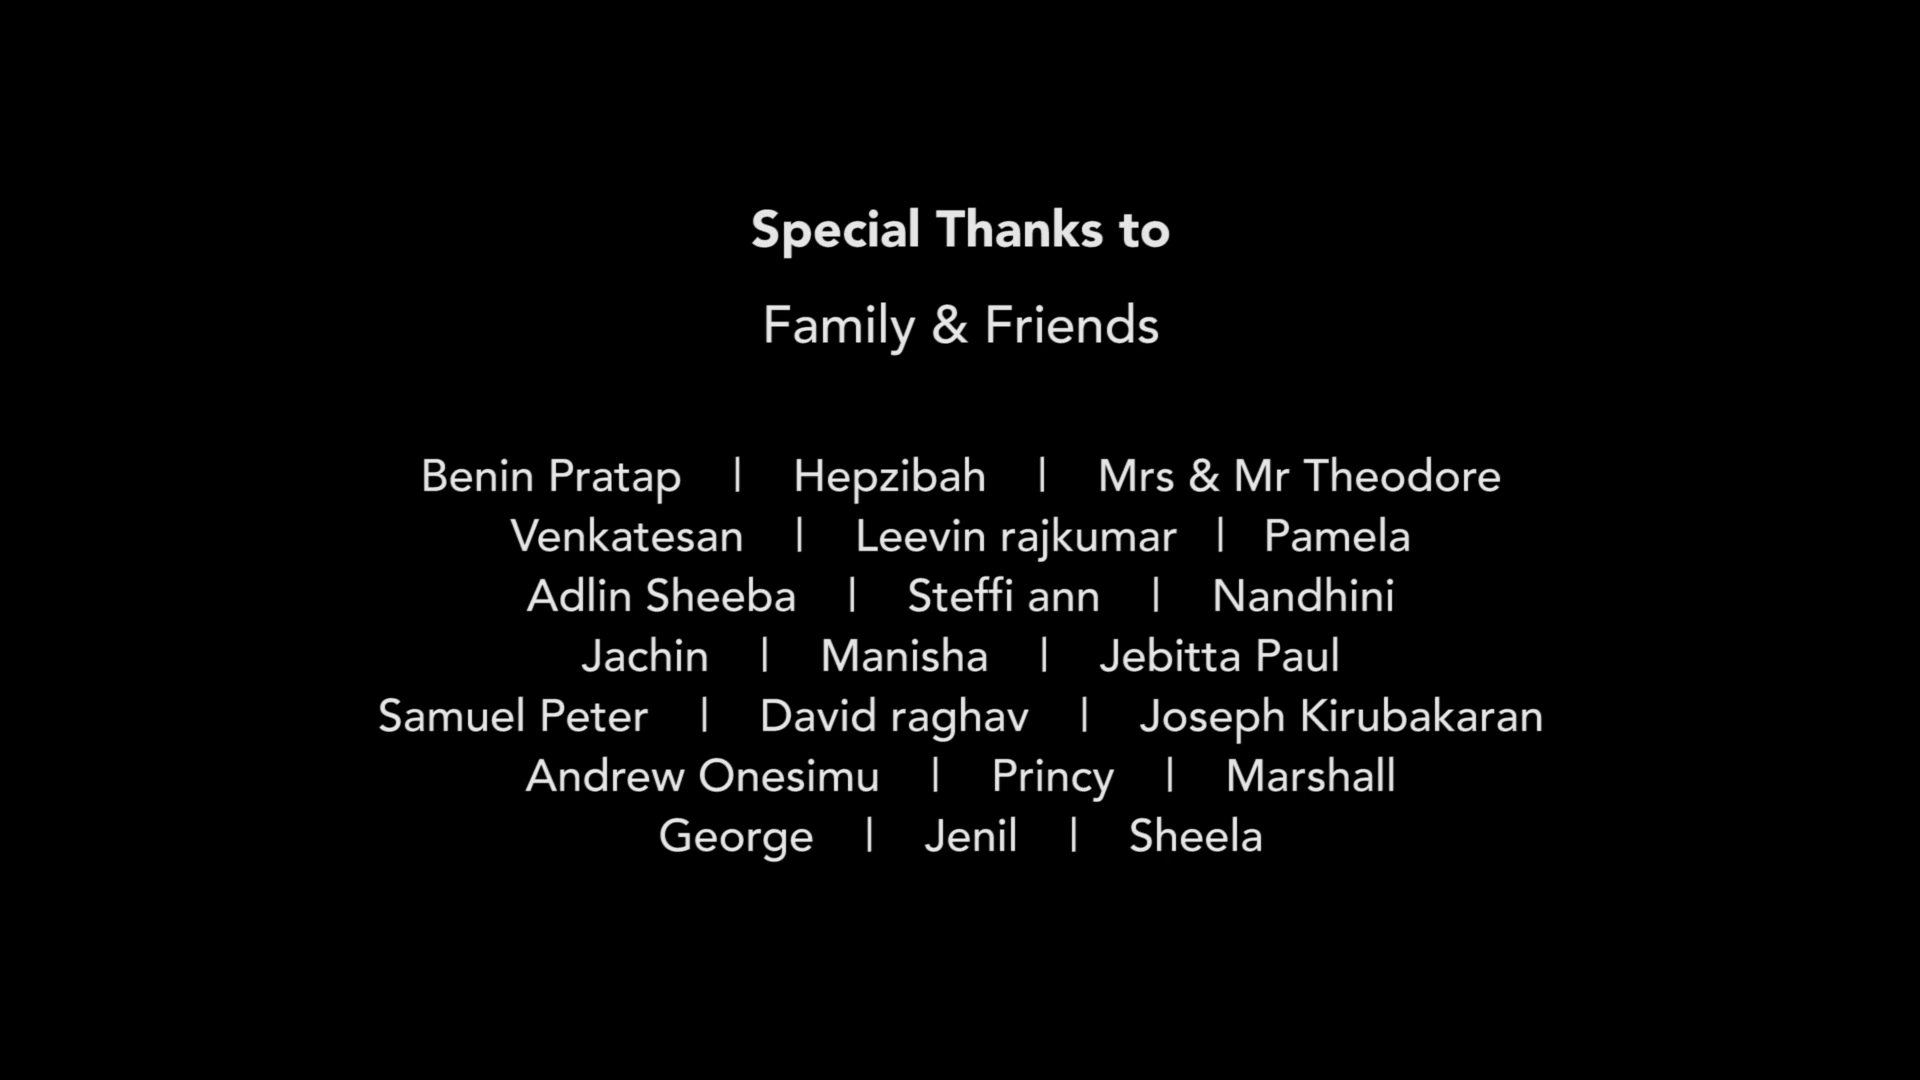 Special Thanks to
Family & Friends
Benin Pratap | Hepzibah | Mrs & Mr Theodore
Venkatesan | Leevin rajkumar | Pamela
Adlin Sheeba | Steffi ann | Nandhini
Jachin | Manisha | Jebitta Paul
Samuel Peter | David raghav | Joseph Kirubakaran
Andrew Onesimu | Princy | Marshall
George | Jenil | Sheela